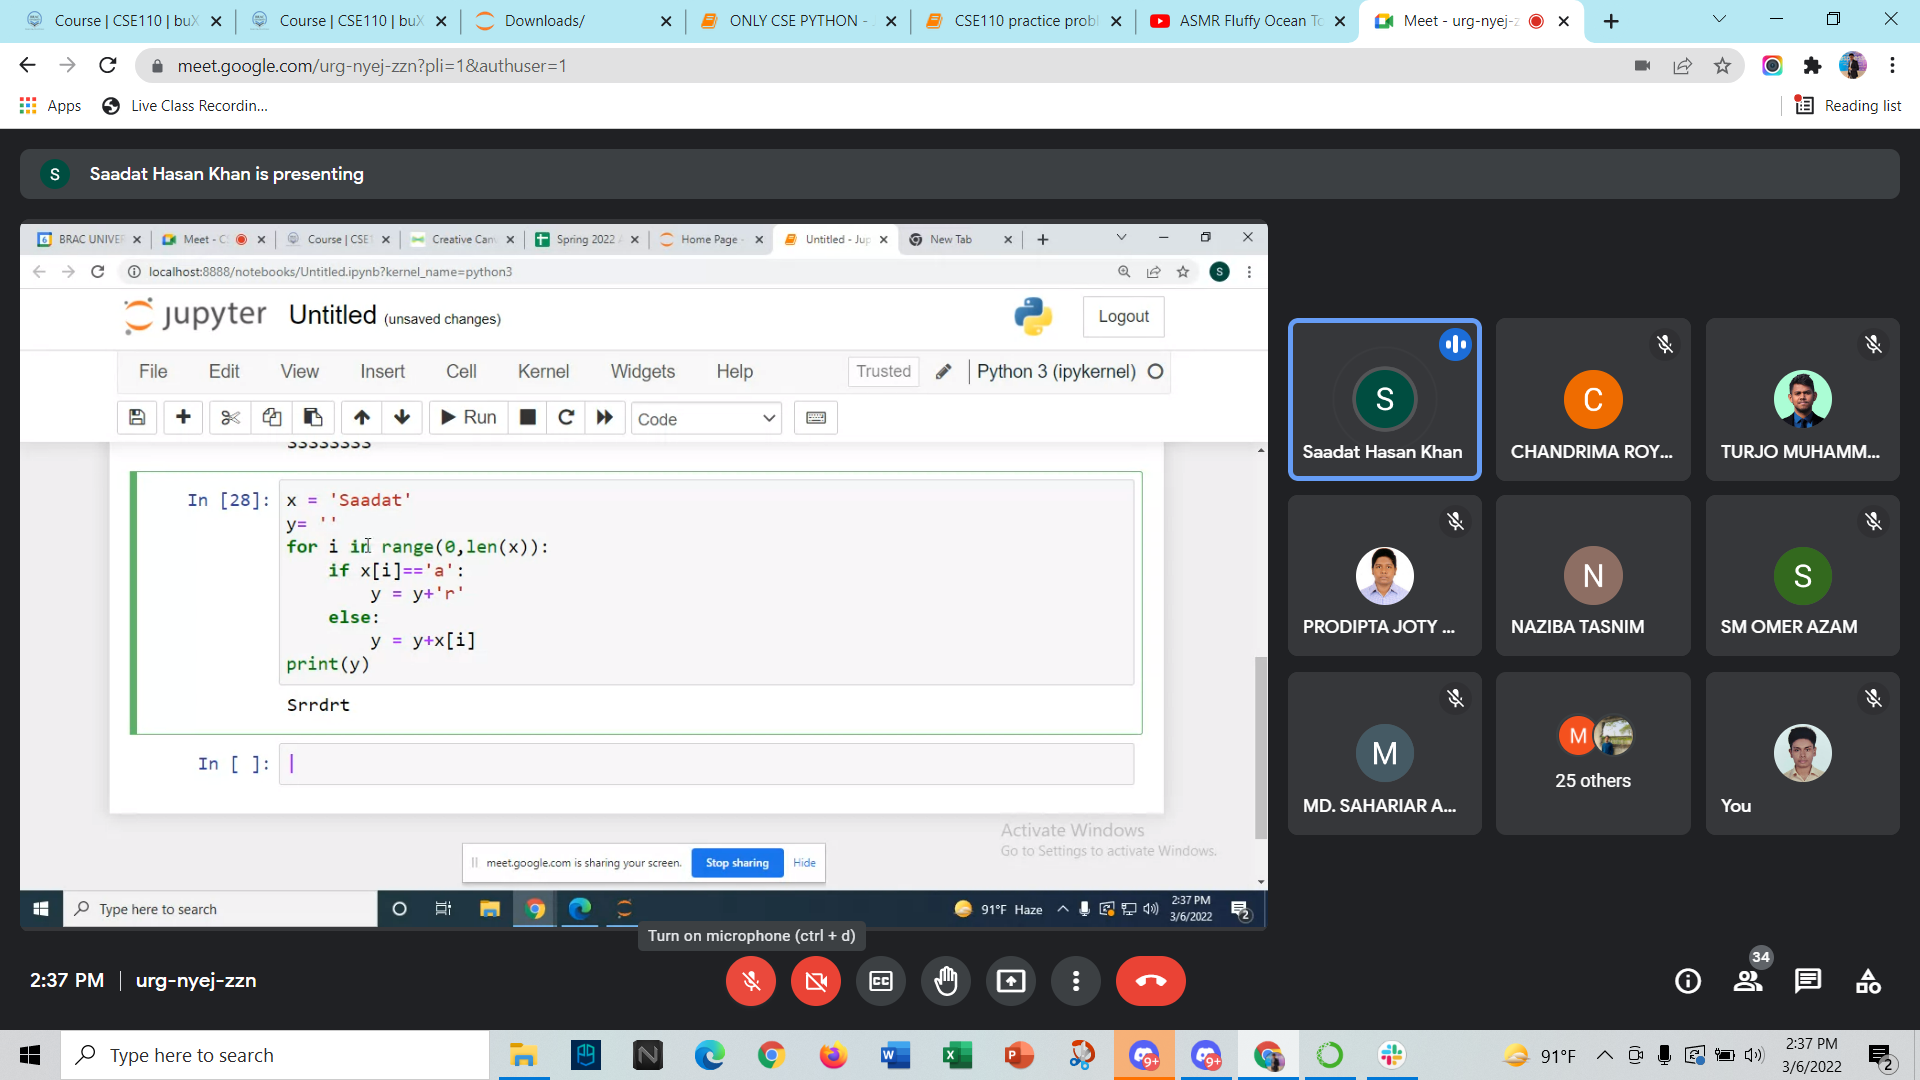 Course | CSE110 | buX
Course | CSE110 | buX
Downloads/
ONLY CSE PYTHON -
CSE110 practice prob
ASMR Fluffy Ocean To
Meet - urg-nyej-z
meet.google.com/urg-nyej-zzn?pli=1&authuser=1
Apps
Live Class Recordin...
Reading list
S
Saadat Hasan Khan is presenting
BRAC UNIVER
Meet - C
Course | CSE
Creative Can
Spring 2022
Home Page -
Untitled - Jup
New Tab
localhost:8888/notebooks/Untitled.ipynb?kernel_name=python3
S
jupyter
Untitled (unsaved changes)
Logout
File Edit View Insert Cell Kernel Widgets Help
Trusted
Python 3 (ipykernel)
Run
Code
SSSSSSSS
In [28]:
x = 'Saadat'
y= ''
for i in range(0,len(x)):
if x[i]=='a':
y = y+'r'
else:
y = y+x[i]
print(y)
Srrdrt
In [ ]:
Activate Windows
Go to Settings to activate Windows.
meet.google.com is sharing your screen.
Stop sharing
Hide
Type here to search
91°F Haze
2:37 PM
3/6/2022
2
Turn on microphone (ctrl + d)
S
Saadat Hasan Khan
C
CHANDRIMA ROY...
TURJO MUHAMM...
PRODIPTA JOTY ...
N
NAZIBA TASNIM
S
SM OMER AZAM
M
MD. SAHARIAR A...
M
25 others
You
2:37 PM
urg-nyej-zzn
CC
34
Type here to search
9+
9+
91°F
2:37 PM
3/6/2022
2